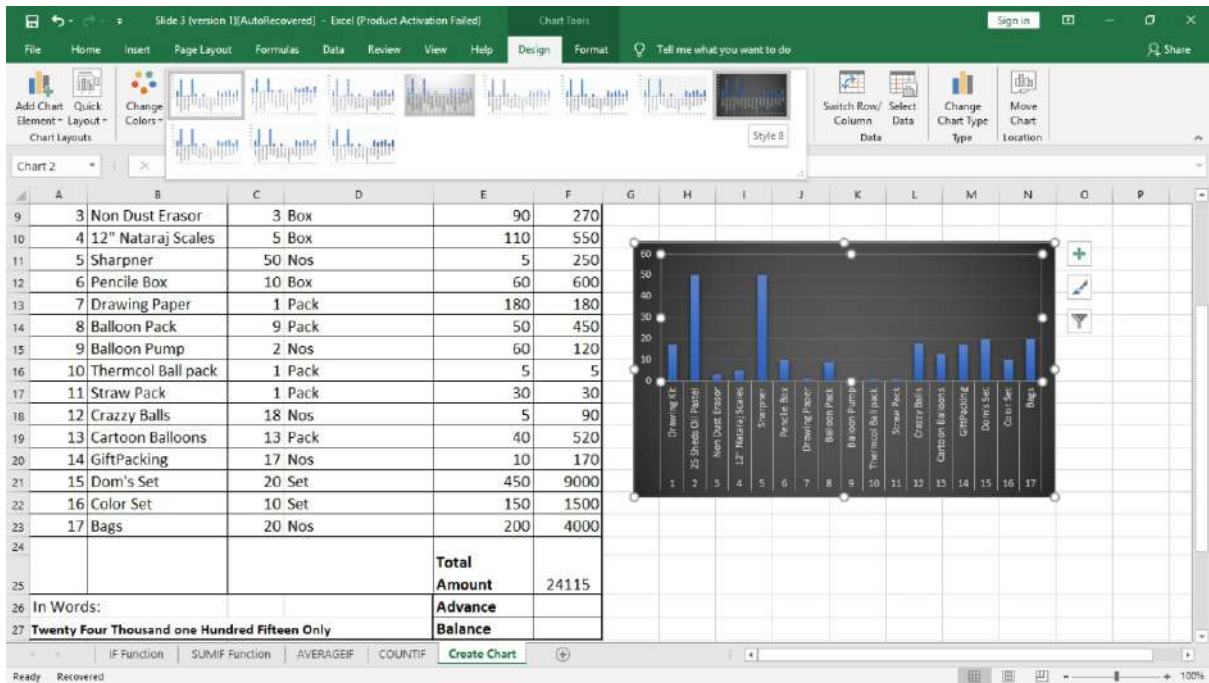 Slide 3 (version 1)[AutoRecovered] - Excel (Product Activation Failed) Chart Tools Sign in
File Home Insert Page Layout Formulas Data Review View Help Design Format Tell me what you want to do Share
Add Chart Element Quick Layout Change Colors Switch Row/ Column Select Data Change Chart Type Move Chart
Chart Layouts Data Type Location
Style 8
Chart 2
A B C D E F G H I J K L M N O P
9 3 Non Dust Erasor 3 Box 90 270
10 4 12" Nataraj Scales 5 Box 110 550
11 5 Sharpner 50 Nos 5 250
12 6 Pencile Box 10 Box 60 600
13 7 Drawing Paper 1 Pack 180 180
14 8 Balloon Pack 9 Pack 50 450
15 9 Balloon Pump 2 Nos 60 120
16 10 Thermcol Ball pack 1 Pack 5 5
17 11 Straw Pack 1 Pack 30 30
18 12 Crazzy Balls 18 Nos 5 90
19 13 Cartoon Balloons 13 Pack 40 520
20 14 GiftPacking 17 Nos 10 170
21 15 Dom's Set 20 Set 450 9000
22 16 Color Set 10 Set 150 1500
23 17 Bags 20 Nos 200 4000
24
25 Total Amount 24115
26 In Words: Advance
27 Twenty Four Thousand one Hundred Fifteen Only Balance
60
50
40
30
20
10
0
Drawing Kit
25 Sheds Oil Pastel
Non Dust Erasor
12" Nataraj Scales
Sharpner
Pencile Box
Drawing Paper
Balloon Pack
Balloon Pump
Thermcol Ball pack
Straw Pack
Crazzy Balls
Cartoon Balloons
GiftPacking
Dom's Set
Color Set
Bags
1 2 3 4 5 6 7 8 9 10 11 12 13 14 15 16 17
IF Function SUMIF Function AVERAGEIF COUNTIF Create Chart
Ready Recovered 100%